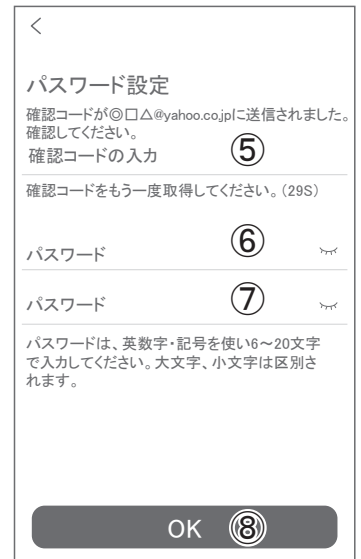 <
パスワード設定
確認コードが◎□△@yahoo.co.jpに送信されました。
確認してください。
確認コードの入力 ⑤
確認コードをもう一度取得してください。(29S)
パスワード ⑥
パスワード ⑦
パスワードは、英数字・記号を使い6〜20文字
で入力してください。大文字、小文字は区別さ
れます。
OK ⑧